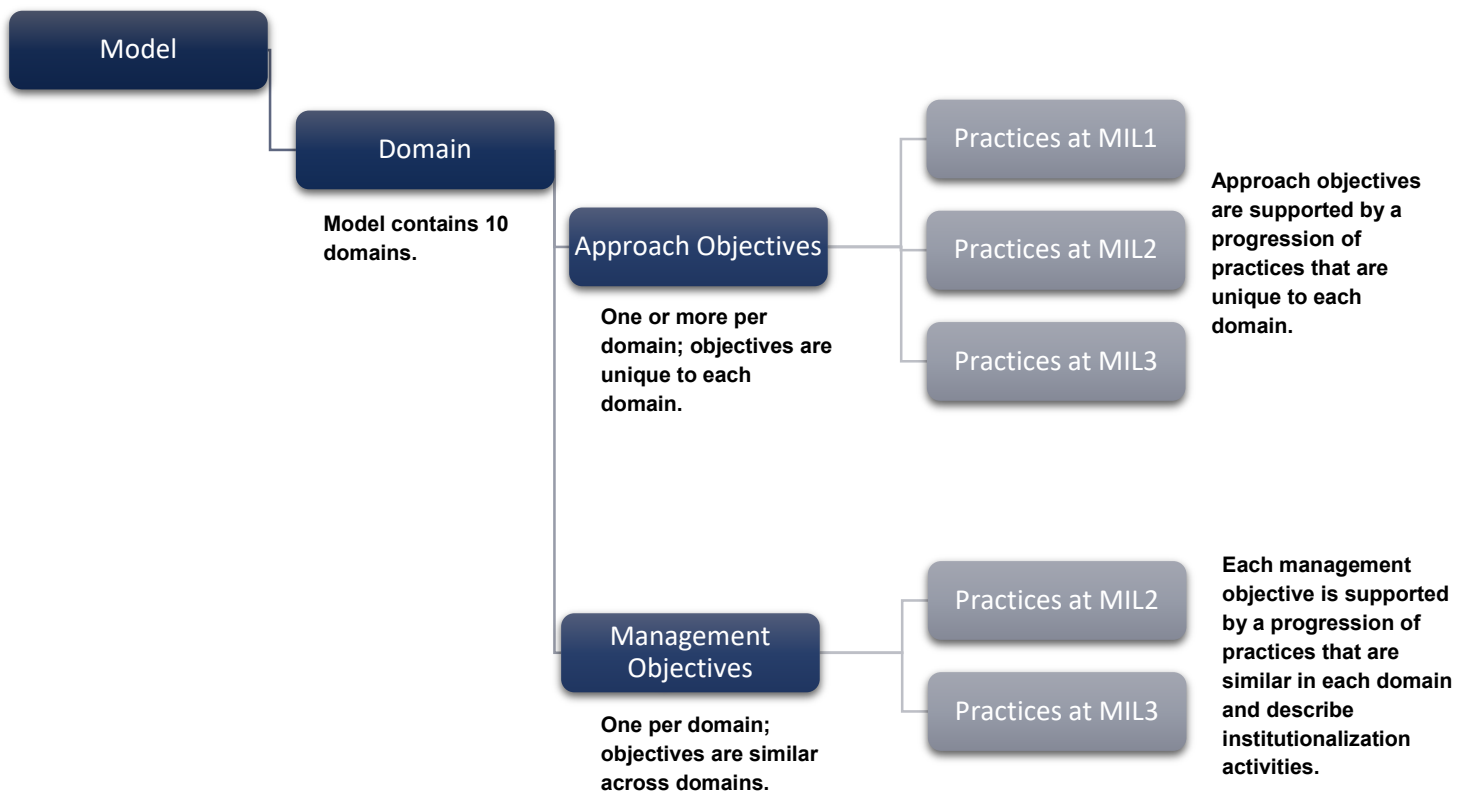 Model
Domain
Model contains 10
domains.
Approach Objectives
One or more per
domain; objectives are
unique to each
domain.
Practices at MIL1
Practices at MIL2
Practices at MIL3
Approach objectives
are supported by a
progression of
practices that are
unique to each
domain.
Management
Objectives
One per domain;
objectives are similar
across domains.
Practices at MIL2
Practices at MIL3
Each management
objective is supported
by a progression of
practices that are
similar in each domain
and describe
institutionalization
activities.